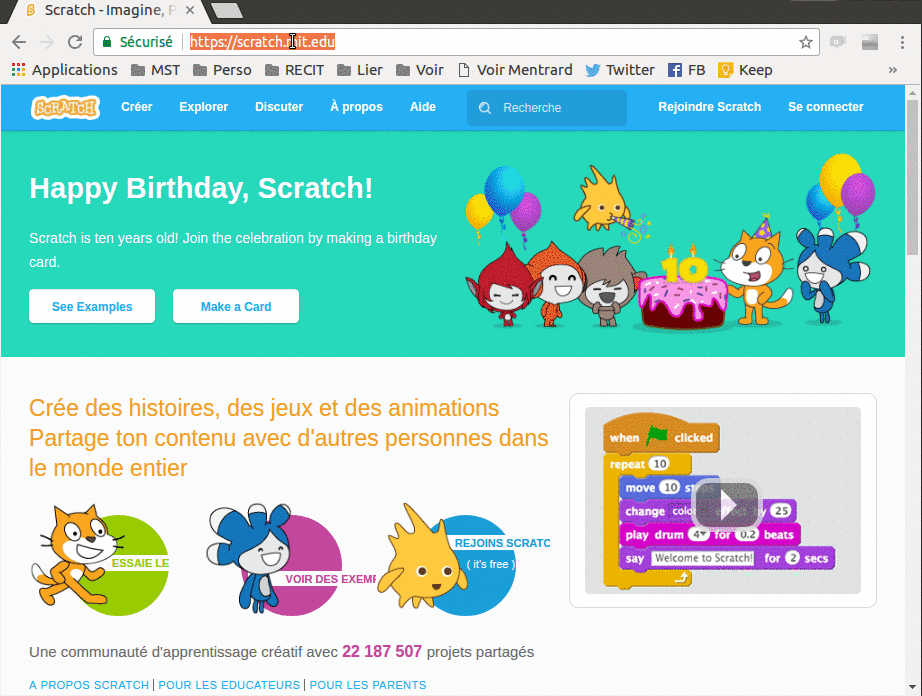 Scratch - Imagine, P
Sécurisé
https://scratch.mit.edu
Applications MST Perso RECIT Lier Voir Voir Mentrard Twitter FB Keep »
SCRATCH Créer Explorer Discuter À propos Aide Recherche Rejoindre Scratch Se connecter
Happy Birthday, Scratch!
Scratch is ten years old! Join the celebration by making a birthday
card.
See Examples Make a Card
10
Crée des histoires, des jeux et des animations
Partage ton contenu avec d'autres personnes dans
le monde entier
ESSAIE LE
VOIR DES EXEMP
REJOINS SCRATC
( it's free )
when clicked
repeat 10
move 10
change 25
play drum 4 for 0.2 beats
say Welcome to Scratch! for 2 secs
Une communauté d'apprentissage créatif avec 22 187 507 projets partagés
A PROPOS SCRATCH | POUR LES EDUCATEURS | POUR LES PARENTS